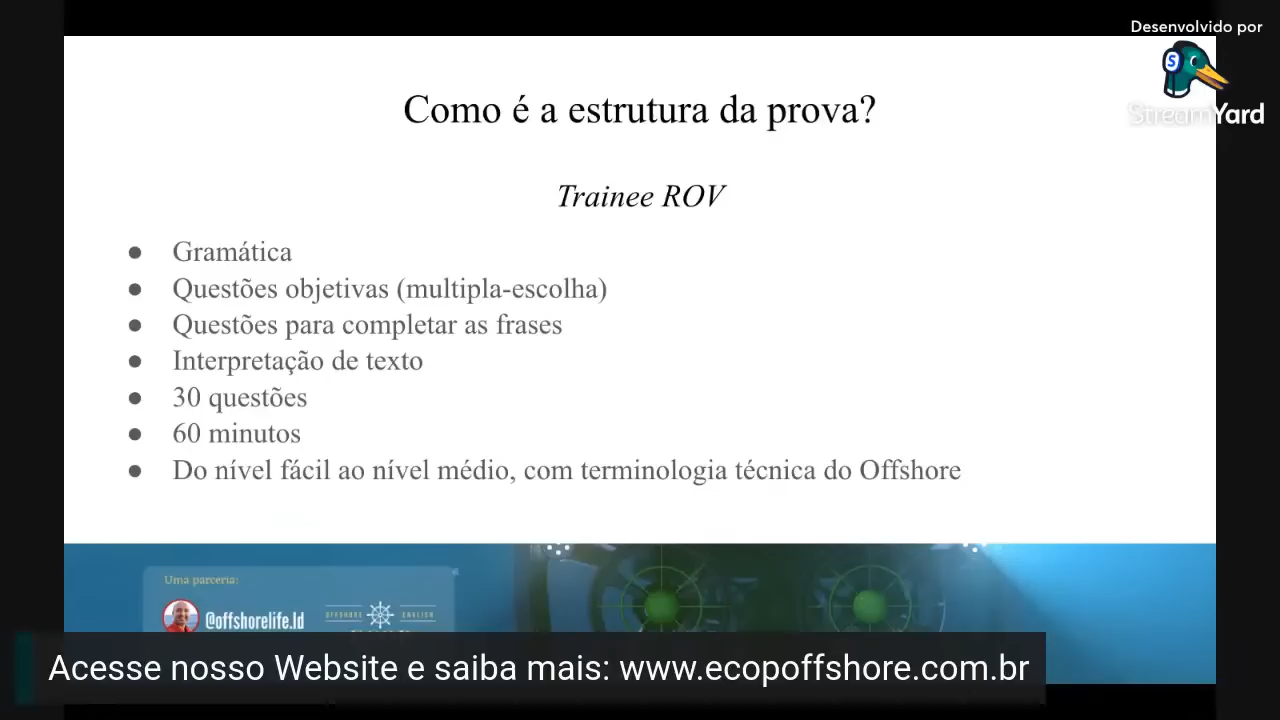 Desenvolvido por
StreamYard
Como é a estrutura da prova?
Trainee ROV
● Gramática
● Questões objetivas (multipla-escolha)
● Questões para completar as frases
● Interpretação de texto
● 30 questões
● 60 minutos
● Do nível fácil ao nível médio, com terminologia técnica do Offshore
Uma parceria:
@offshorelife.ld
OFFSHORE ENGLISH
Acesse nosso Website e saiba mais: www.ecopoffshore.com.br